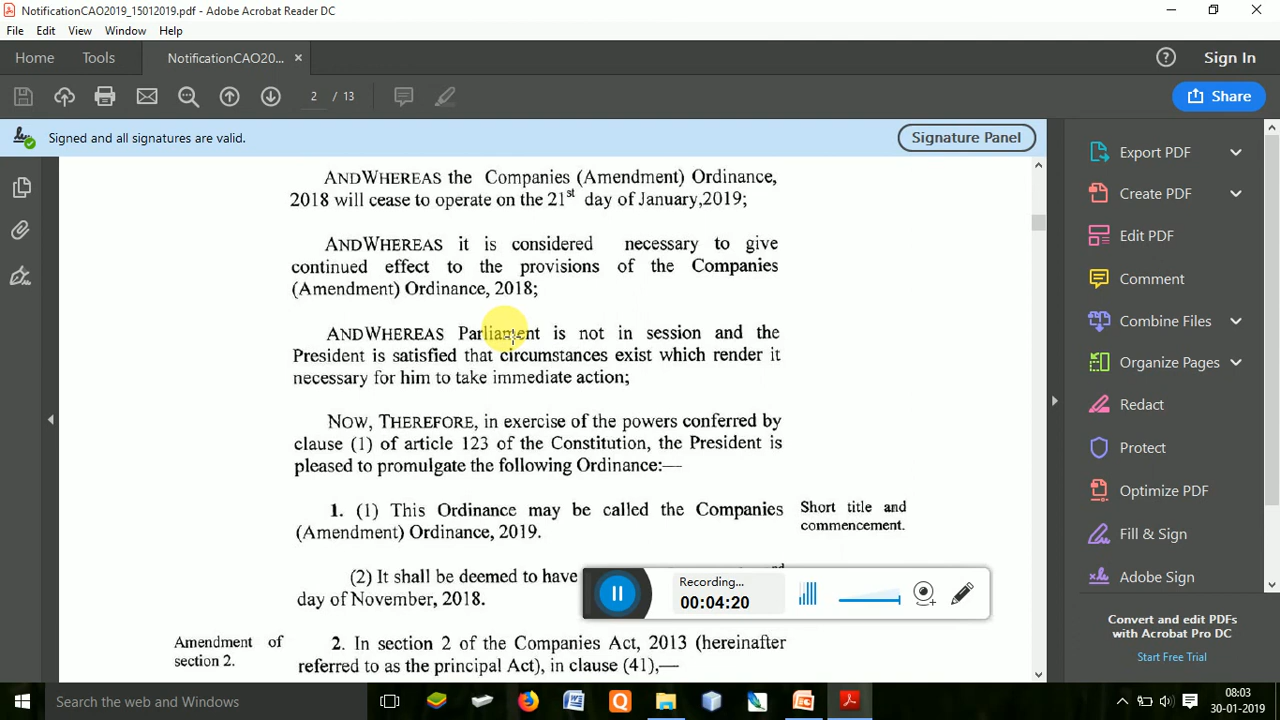 NotificationCAO2019_15012019.pdf - Adobe Acrobat Reader DC
File Edit View Window Help
Home Tools NotificationCAO20... × Sign In
2 / 13 Share
Signed and all signatures are valid. Signature Panel
ANDWHEREAS the Companies (Amendment) Ordinance,
2018 will cease to operate on the 21st day of January,2019;
ANDWHEREAS it is considered necessary to give
continued effect to the provisions of the Companies
(Amendment) Ordinance, 2018;
ANDWHEREAS Parliament is not in session and the
President is satisfied that circumstances exist which render it
necessary for him to take immediate action;
NOW, THEREFORE, in exercise of the powers conferred by
clause (1) of article 123 of the Constitution, the President is
pleased to promulgate the following Ordinance:—
1. (1) This Ordinance may be called the Companies
(Amendment) Ordinance, 2019.
Short title and
commencement.
(2) It shall be deemed to have
day of November, 2018.
Amendment of
section 2.
2. In section 2 of the Companies Act, 2013 (hereinafter
referred to as the principal Act), in clause (41),—
Recording...
00:04:20
Export PDF
Create PDF
Edit PDF
Comment
Combine Files
Organize Pages
Redact
Protect
Optimize PDF
Fill & Sign
Adobe Sign
Convert and edit PDFs
with Acrobat Pro DC
Start Free Trial
Search the web and Windows
08:03
30-01-2019